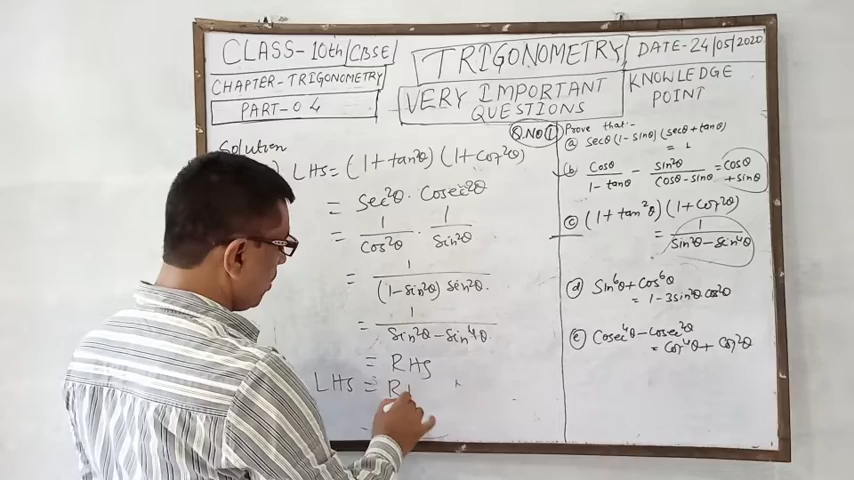 CLASS-10th/CBSE/
CHAPTER-TRIGONOMETRY
PART-04
TRIGONOMETRY
VERY IMPORTANT
QUESTIONS
DATE-24/05/2020
KNOWLEDGE
POINT
Solution
LHS = (1+tan²θ) (1+Cot²θ)
= Sec²θ · Cosec²θ
= 1/Cos²θ · 1/Sin²θ
= 1/((1-Sin²θ) Sin²θ.
= 1/(Sin²θ-Sin⁴θ)
= RHS
LHS = R
Q.NO 1 Prove that:-
(a) Secθ(1-Sinθ)(Secθ+tanθ)
= 1
(b) Cosθ/(1-tanθ) - Sin²θ/(Cosθ-Sinθ) = Cosθ
+Sinθ
(c) (1+tan²θ)(1+Cot²θ)
= 1/(Sin²θ-Sin⁴θ)
(d) Sin⁶θ+Cos⁶θ
= 1-3Sin²θ Cos²θ
(e) Cosec⁴θ-Cosec²θ
= Cot⁴θ+Cot²θ